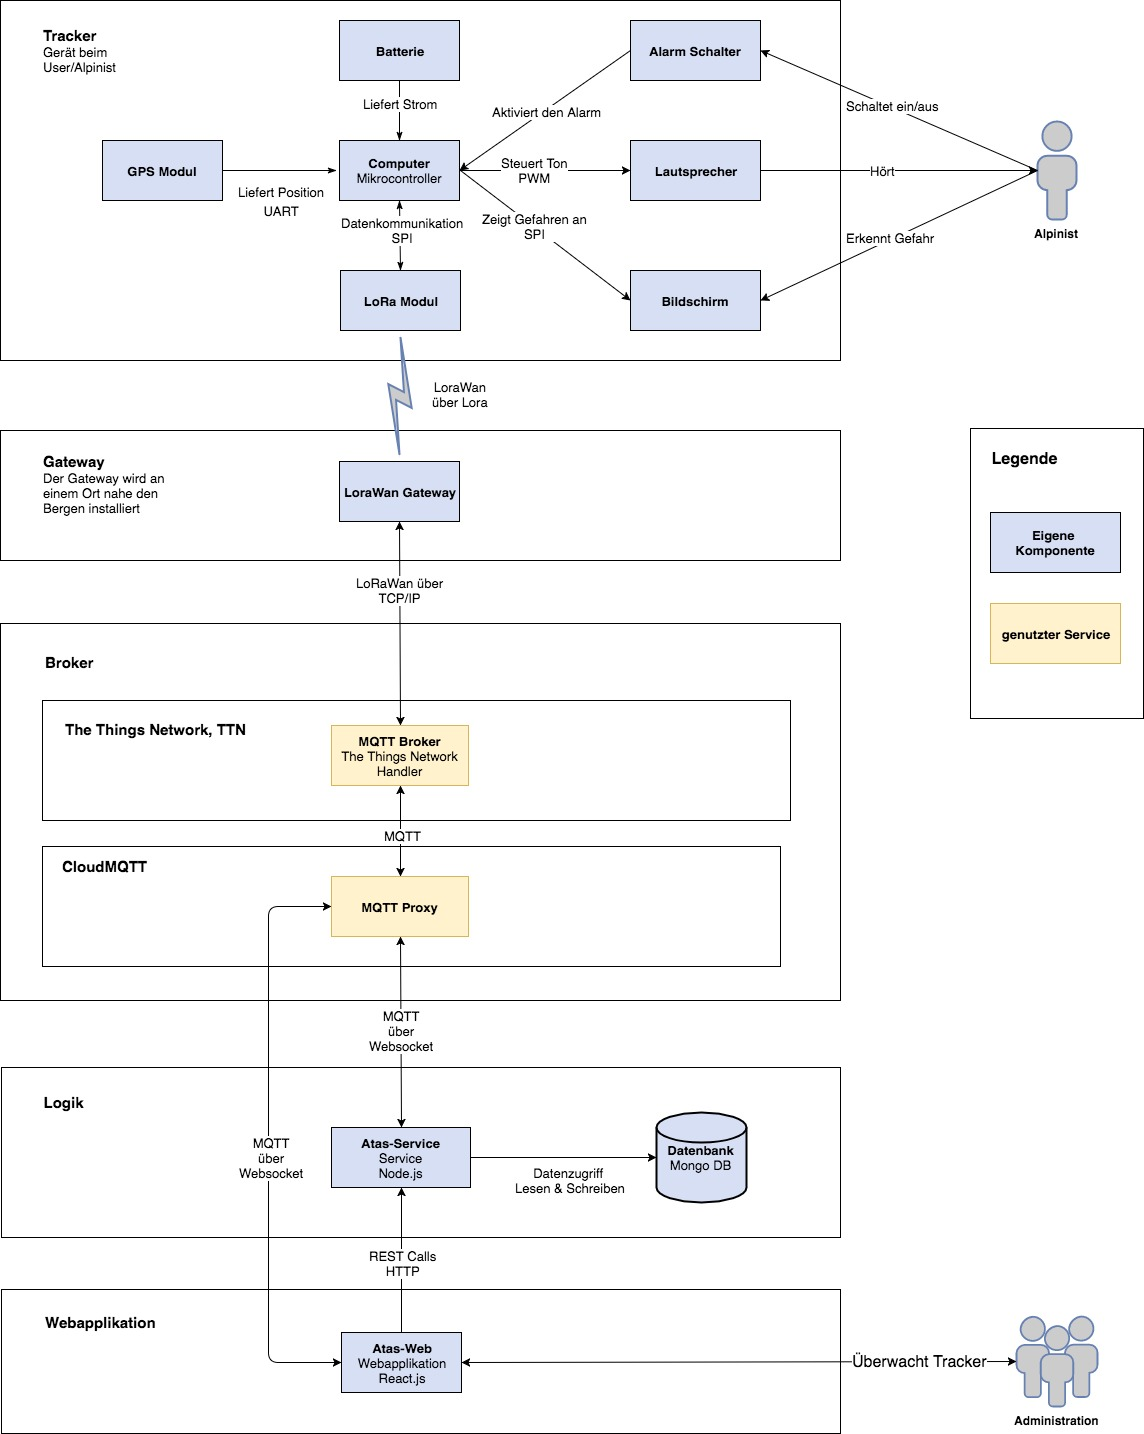 Tracker
Gerät beim
User/Alpinist
Batterie
Alarm Schalter
Liefert Strom
Aktiviert den Alarm
Schaltet ein/aus
GPS Modul
Computer
Mikrocontroller
Steuert Ton
PWM
Lautsprecher
Hört
Alpinist
Liefert Position
UART
Datenkommunikation
SPI
Zeigt Gefahren an
SPI
Erkennt Gefahr
LoRa Modul
Bildschirm
LoraWan
über Lora
Gateway
Der Gateway wird an
einem Ort nahe den
Bergen installiert
LoraWan Gateway
Legende
Eigene
Komponente
genutzter Service
LoRaWan über
TCP/IP
Broker
The Things Network, TTN
MQTT Broker
The Things Network
Handler
MQTT
CloudMQTT
MQTT Proxy
MQTT
über
Websocket
Logik
MQTT
über
Websocket
Atas-Service
Service
Node.js
Datenzugriff
Lesen & Schreiben
Datenbank
Mongo DB
REST Calls
HTTP
Webapplikation
Atas-Web
Webapplikation
React.js
Überwacht Tracker
Administration